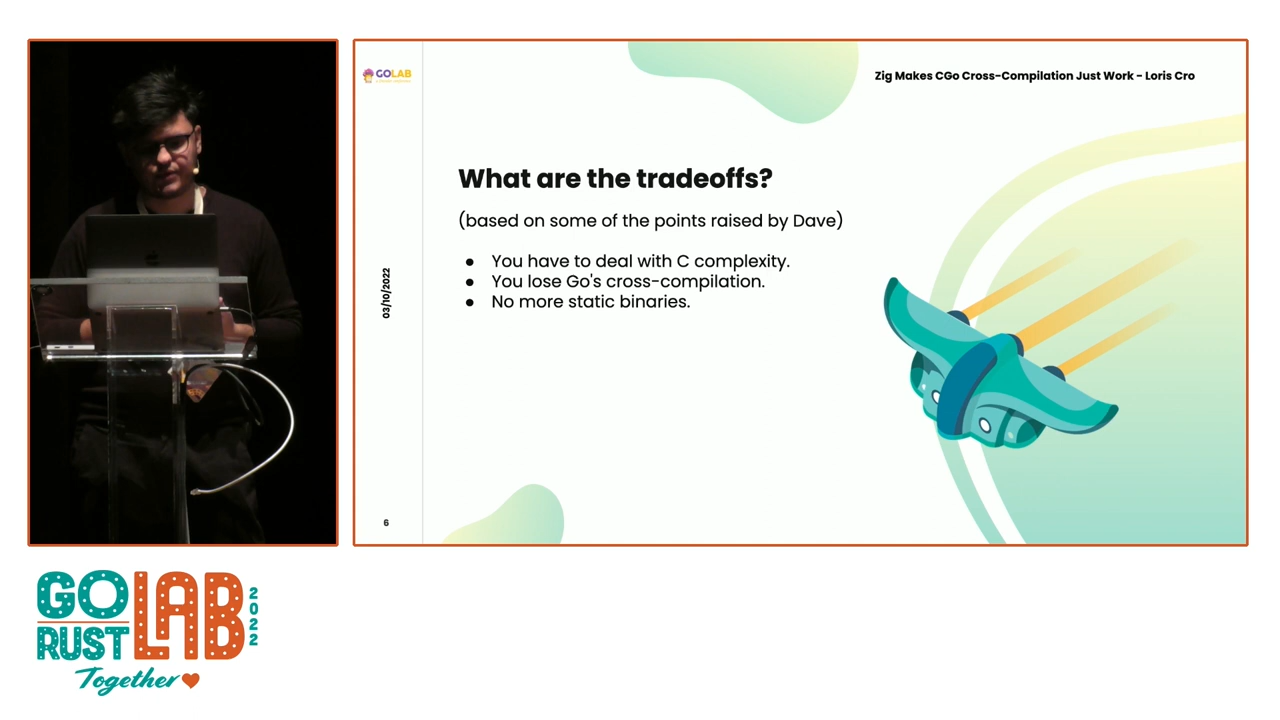 GOLAB
Zig Makes CGo Cross-Compilation Just Work - Loris Cro
What are the tradeoffs?
(based on some of the points raised by Dave)
● You have to deal with C complexity.
● You lose Go's cross-compilation.
● No more static binaries.
03/10/2022
6
GO LAB
RUST
2022
Together